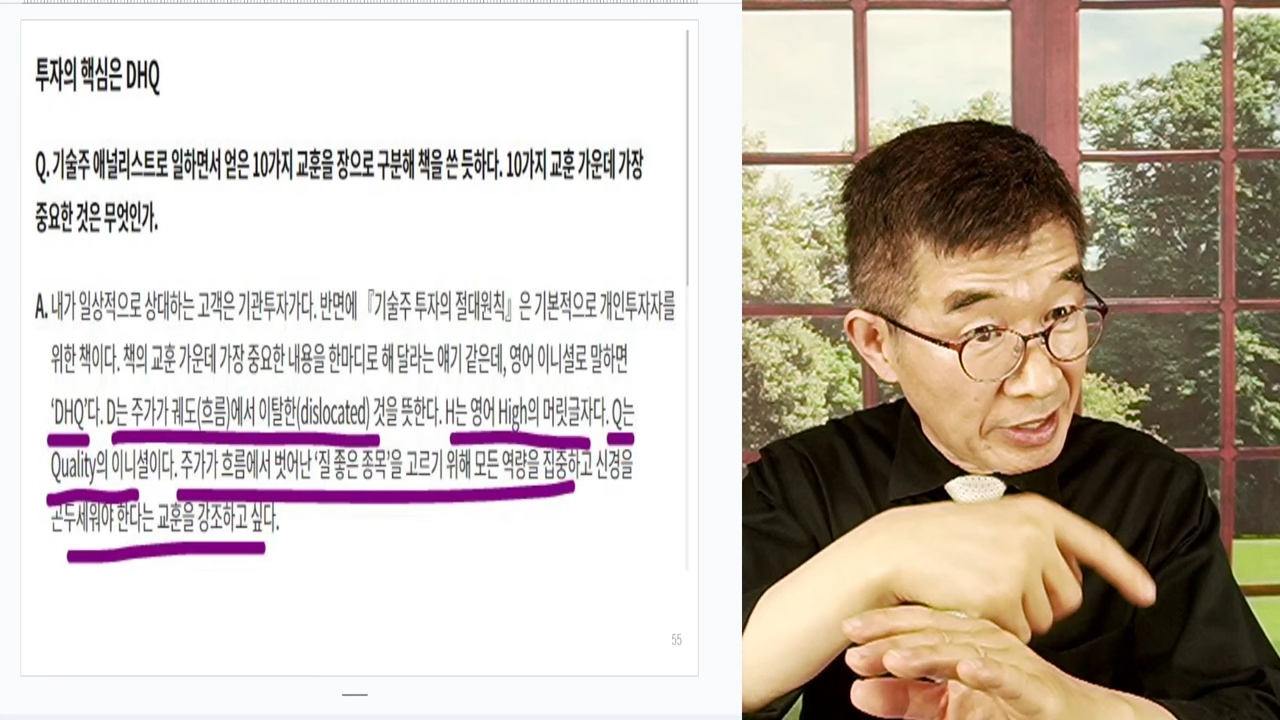 투자의 핵심은 DHQ
Q. 기술주 애널리스트로 일하면서 얻은 10가지 교훈을 장으로 구분해 책을 쓴 듯하다. 10가지 교훈 가운데 가장
중요한 것은 무엇인가.
A. 내가 일상적으로 상대하는 고객은 기관투자가다. 반면에 『기술주 투자의 절대원칙』은 기본적으로 개인투자자를
위한 책이다. 책의 교훈 가운데 가장 중요한 내용을 한마디로 해 달라는 얘기 같은데, 영어 이니셜로 말하면
‘DHQ’다. D는 주가가 궤도(흐름)에서 이탈한(dislocated) 것을 뜻한다. H는 영어 High의 머릿글자다. Q는
Quality의 이니셜이다. 주가가 흐름에서 벗어난 ‘질 좋은 종목’을 고르기 위해 모든 역량을 집중하고 신경을
곤두세워야 한다는 교훈을 강조하고 싶다.
55